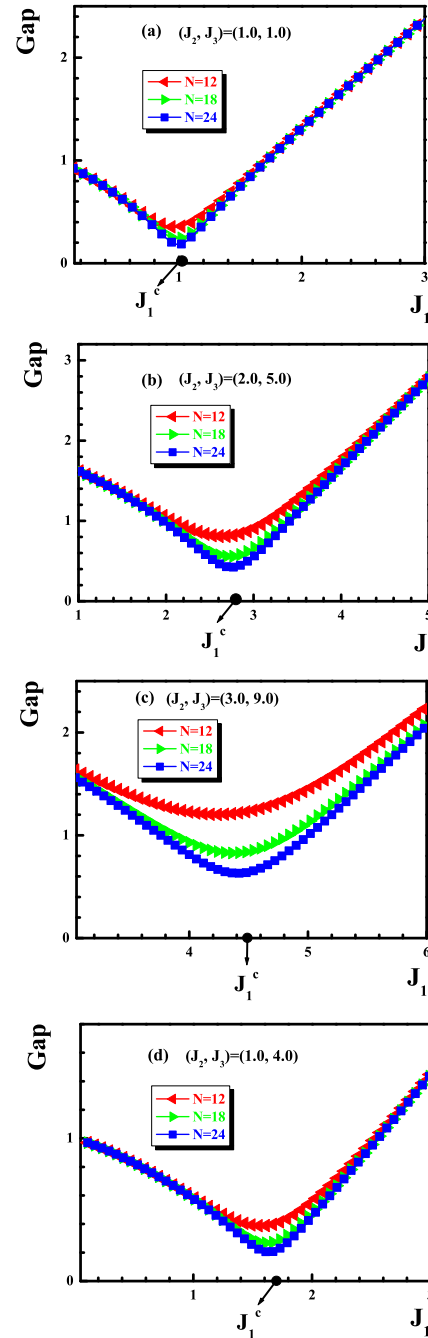 Gap
(a) (J₂, J₃)=(1.0, 1.0)
N=12
N=18
N=24
2
1
0
1 2 3
J₁ᶜ J₁
Gap
(b) (J₂, J₃)=(2.0, 5.0)
N=12
N=18
N=24
3
2
1
0
1 2 3 4 5
J₁ᶜ J
Gap
(c) (J₂, J₃)=(3.0, 9.0)
N=12
N=18
N=24
2
1
0
4 5 6
J₁ᶜ J₁
Gap
(d) (J₂, J₃)=(1.0, 4.0)
N=12
N=18
N=24
1
0
1 2
J₁ᶜ J₁